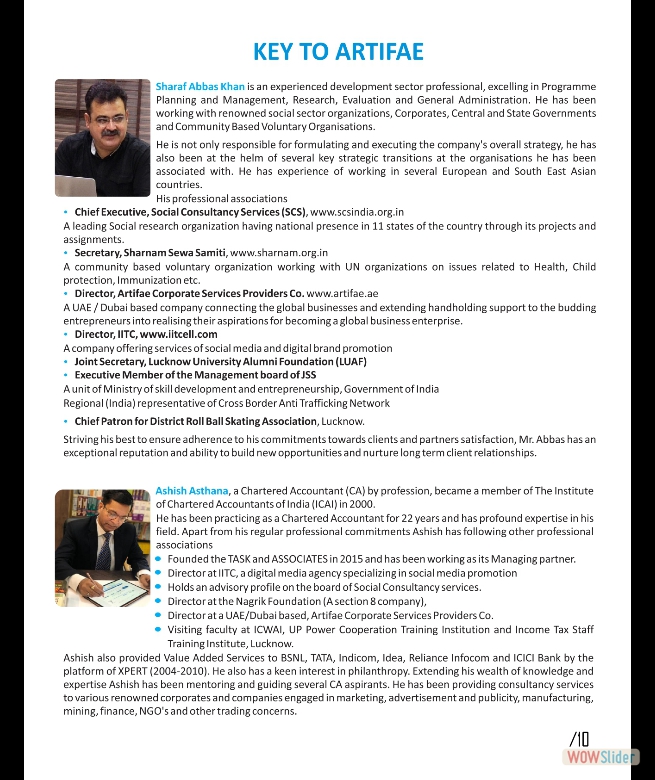 KEY TO ARTIFAE
Sharaf Abbas Khan is an experienced development sector professional, excelling in Programme
Planning and Management, Research, Evaluation and General Administration. He has been
working with renowned social sector organizations, Corporates, Central and State Governments
and Community Based Voluntary Organisations.
He is not only responsible for formulating and executing the company's overall strategy, he has
also been at the helm of several key strategic transitions at the organisations he has been
associated with. He has experience of working in several European and South East Asian
countries.
His professional associations
• Chief Executive, Social Consultancy Services (SCS), www.scsindia.org.in
A leading Social research organization having national presence in 11 states of the country through its projects and
assignments.
• Secretary, Sharnam Sewa Samiti, www.sharnam.org.in
A community based voluntary organization working with UN organizations on issues related to Health, Child
protection, Immunization etc.
• Director, Artifae Corporate Services Providers Co. www.artifae.ae
A UAE / Dubai based company connecting the global businesses and extending handholding support to the budding
entrepreneurs into realising their aspirations for becoming a global business enterprise.
• Director, IITC, www.iitcell.com
A company offering services of social media and digital brand promotion
• Joint Secretary, Lucknow University Alumni Foundation (LUAF)
• Executive Member of the Management board of JSS
A unit of Ministry of skill development and entrepreneurship, Government of India
Regional (India) representative of Cross Border Anti Trafficking Network
• Chief Patron for District Roll Ball Skating Association, Lucknow.
Striving his best to ensure adherence to his commitments towards clients and partners satisfaction, Mr. Abbas has an
exceptional reputation and ability to build new opportunities and nurture long term client relationships.
Ashish Asthana, a Chartered Accountant (CA) by profession, became a member of The Institute
of Chartered Accountants of India (ICAI) in 2000.
He has been practicing as a Chartered Accountant for 22 years and has profound expertise in his
field. Apart from his regular professional commitments Ashish has following other professional
associations
• Founded the TASK and ASSOCIATES in 2015 and has been working as its Managing partner.
• Director at IITC, a digital media agency specializing in social media promotion
• Holds an advisory profile on the board of Social Consultancy services.
• Director at the Nagrik Foundation (A section 8 company),
• Director at a UAE/Dubai based, Artifae Corporate Services Providers Co.
• Visiting faculty at ICWAI, UP Power Cooperation Training Institution and Income Tax Staff
Training Institute, Lucknow.
Ashish also provided Value Added Services to BSNL, TATA, Indicom, Idea, Reliance Infocom and ICICI Bank by the
platform of XPERT (2004-2010). He also has a keen interest in philanthropy. Extending his wealth of knowledge and
expertise Ashish has been mentoring and guiding several CA aspirants. He has been providing consultancy services
to various renowned corporates and companies engaged in marketing, advertisement and publicity, manufacturing,
mining, finance, NGO's and other trading concerns.
/10
WOWSlider